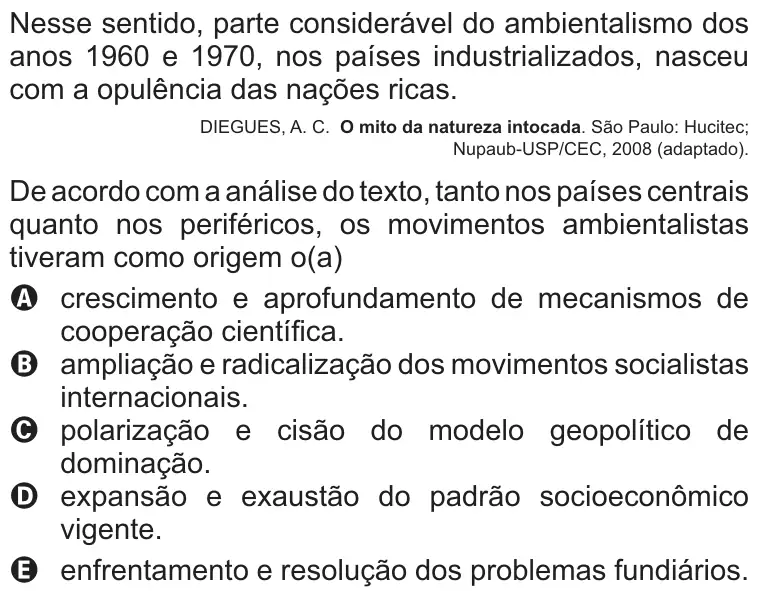 Nesse sentido, parte considerável do ambientalismo dos
anos 1960 e 1970, nos países industrializados, nasceu
com a opulência das nações ricas.
DIEGUES, A. C. O mito da natureza intocada. São Paulo: Hucitec;
Nupaub-USP/CEC, 2008 (adaptado).
De acordo com a análise do texto, tanto nos países centrais
quanto nos periféricos, os movimentos ambientalistas
tiveram como origem o(a)
A crescimento e aprofundamento de mecanismos de
cooperação científica.
B ampliação e radicalização dos movimentos socialistas
internacionais.
C polarização e cisão do modelo geopolítico de
dominação.
D expansão e exaustão do padrão socioeconômico
vigente.
E enfrentamento e resolução dos problemas fundiários.